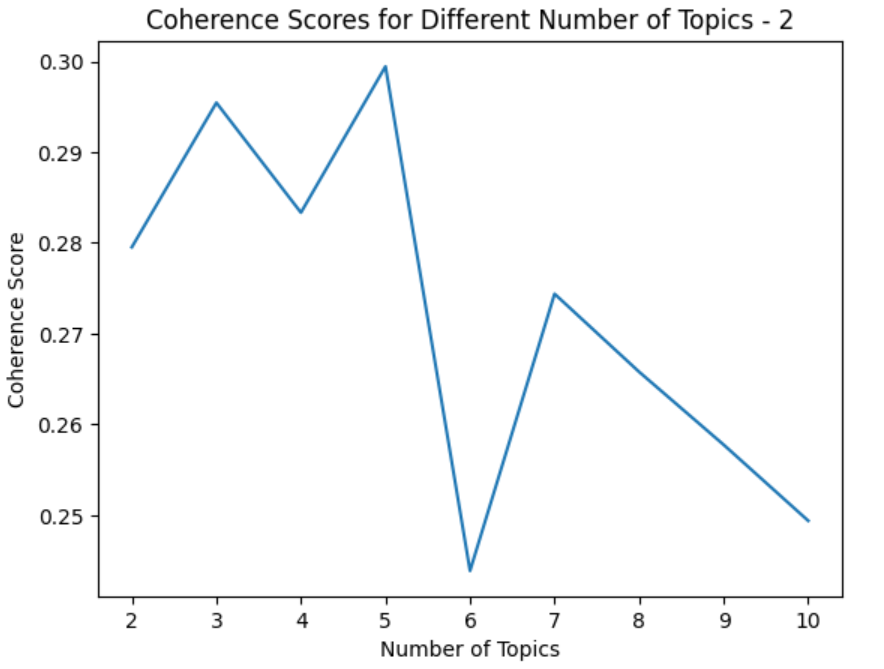 Coherence Scores for Different Number of Topics - 2
0.30
0.29
0.28
0.27
0.26
0.25
Coherence Score
2 3 4 5 6 7 8 9 10
Number of Topics